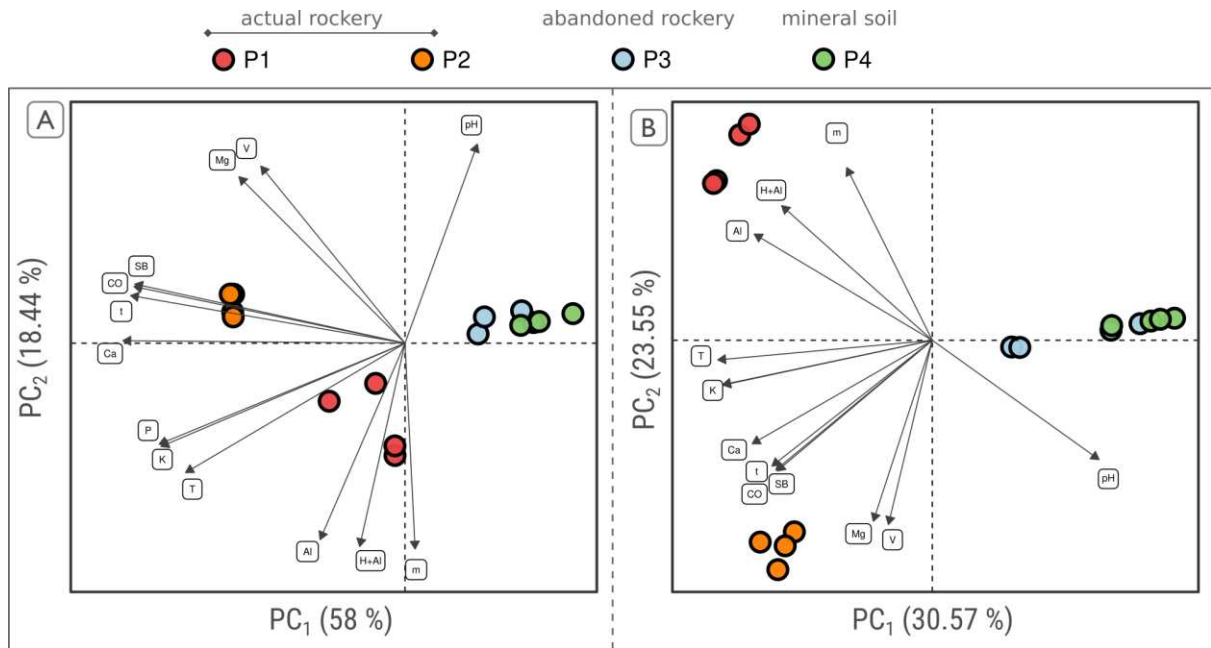 actual rockery abandoned rockery mineral soil
P1 P2 P3 P4
A
pH
V
Mg
SB
CO
t
Ca
P
K
T
Al
H+Al
m
PC2 (18.44 %)
PC1 (58 %)
B
m
H+Al
Al
T
K
Ca
t
SB
CO
pH
Mg
V
PC2 (23.55 %)
PC1 (30.57 %)